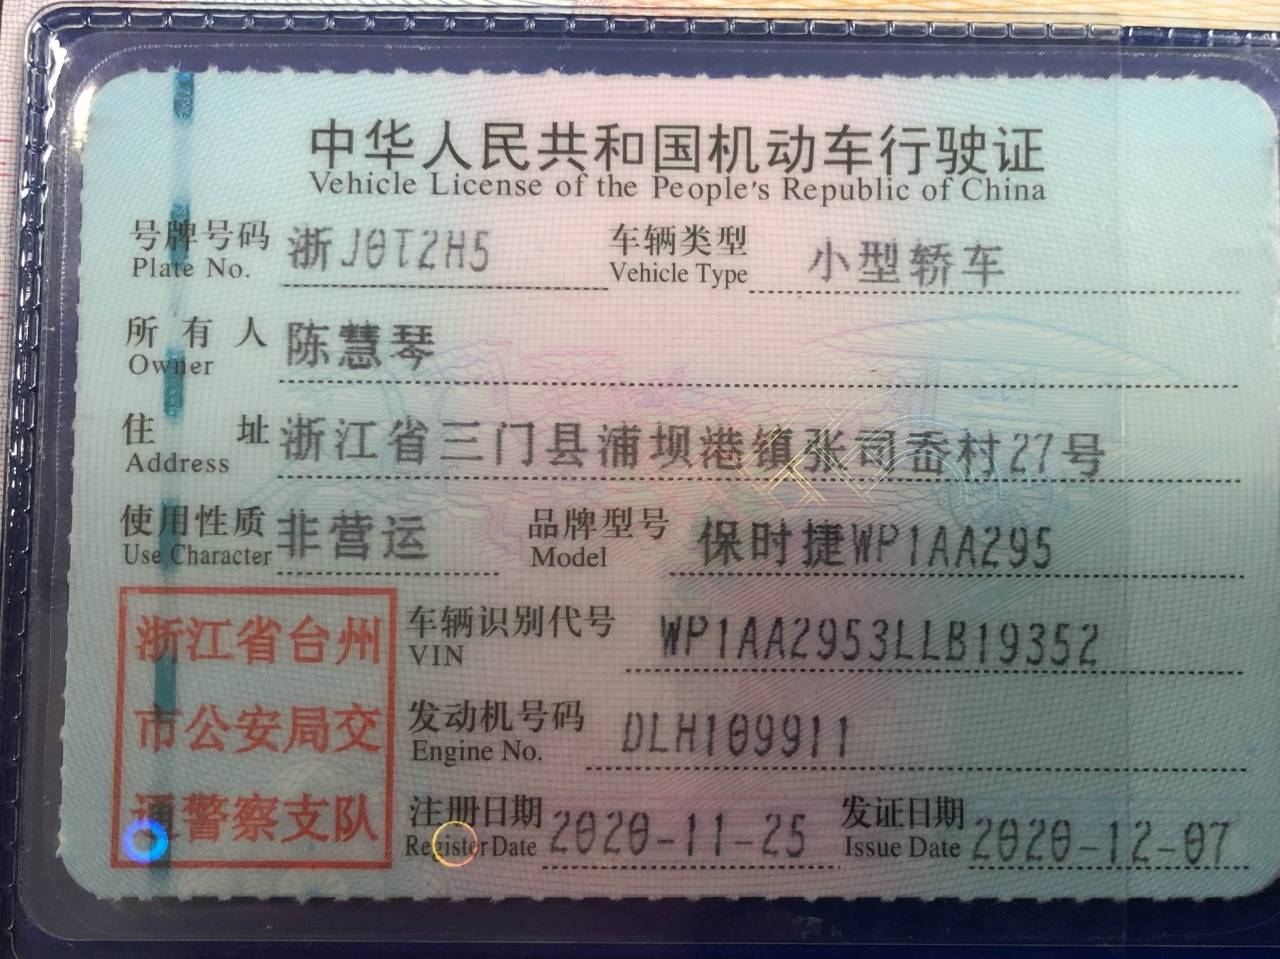 中华人民共和国机动车行驶证
Vehicle License of the People's Republic of China
号牌号码 浙J0T2H5 车辆类型 小型轿车
Plate No. Vehicle Type
所有人 陈慧琴
Owner
住址 浙江省三门县浦坝港镇张司岙村27号
Address
使用性质 非营运 品牌型号 保时捷WP1AA295
Use Character Model
浙江省台州
市公安局交
通警察支队
车辆识别代号 WP1AA2953LLB19352
VIN
发动机号码 DLH109911
Engine No.
注册日期 2020-11-25 发证日期 2020-12-07
Register Date Issue Date